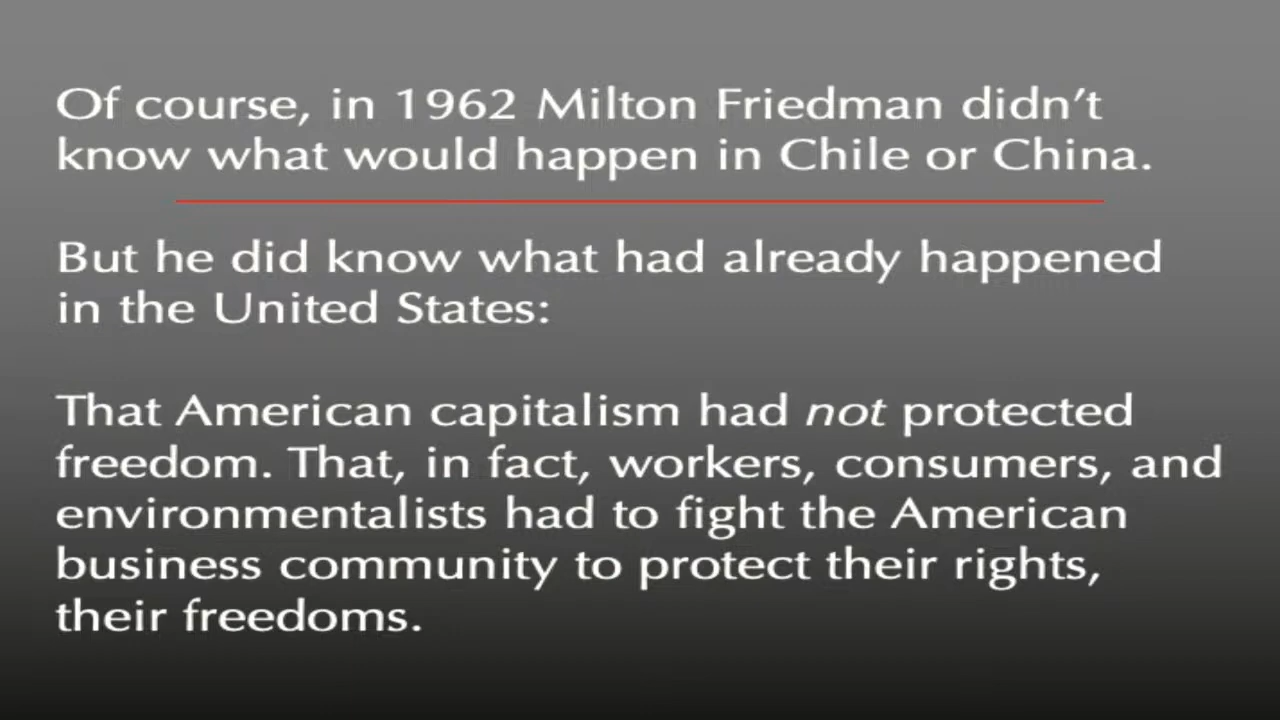 Of course, in 1962 Milton Friedman didn’t
know what would happen in Chile or China.
But he did know what had already happened
in the United States:
That American capitalism had not protected
freedom. That, in fact, workers, consumers, and
environmentalists had to fight the American
business community to protect their rights,
their freedoms.